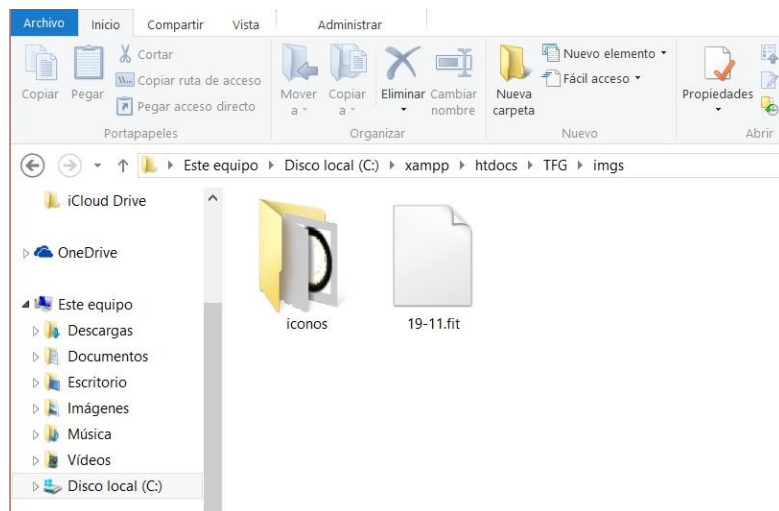 Archivo Inicio Compartir Vista Administrar
Copiar
Pegar
Cortar
Copiar ruta de acceso
Pegar acceso directo
Portapapeles
Mover a
Copiar a
Eliminar
Cambiar nombre
Organizar
Nueva carpeta
Nuevo elemento
Fácil acceso
Nuevo
Propiedades
Abrir
Este equipo Disco local (C:) xampp htdocs TFG imgs
iCloud Drive
OneDrive
Este equipo
Descargas
Documentos
Escritorio
Imágenes
Música
Vídeos
Disco local (C:)
iconos
19-11.fit